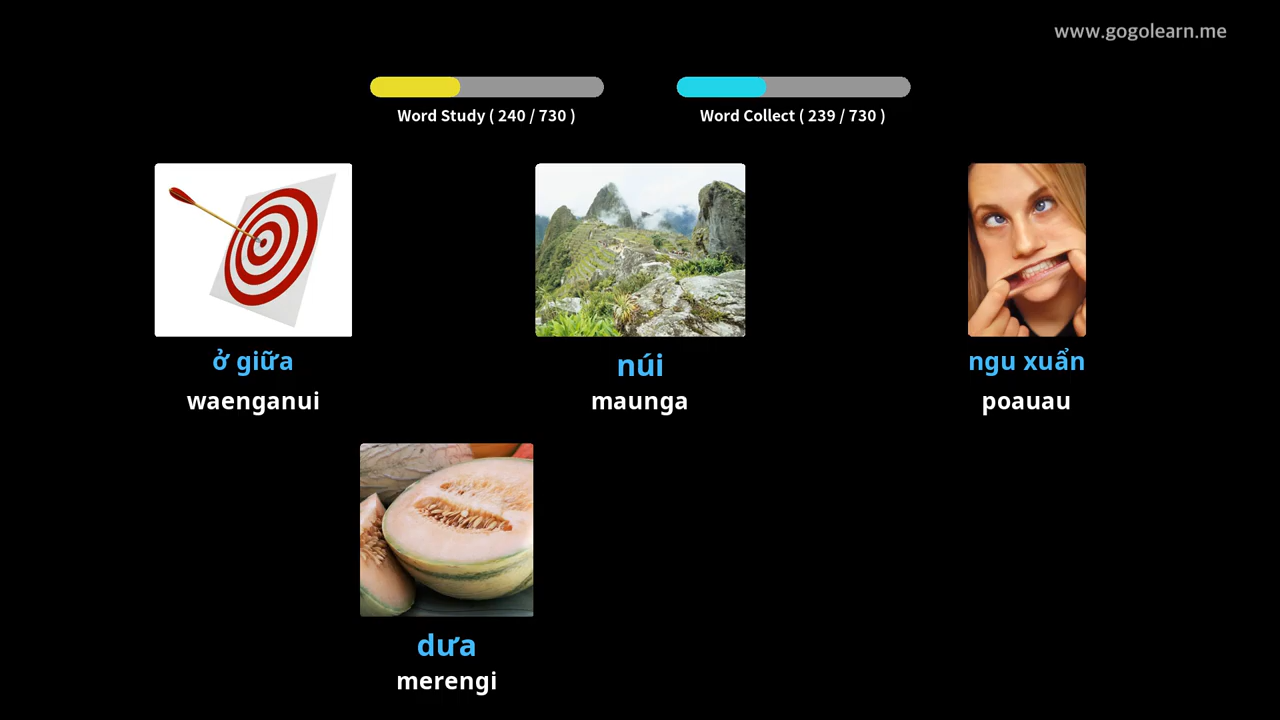 www.gogolearn.me
Word Study ( 240 / 730 )
Word Collect ( 239 / 730 )
ở giữa
núi
ngu xuẩn
waenganui
maunga
poauau
dưa
merengi